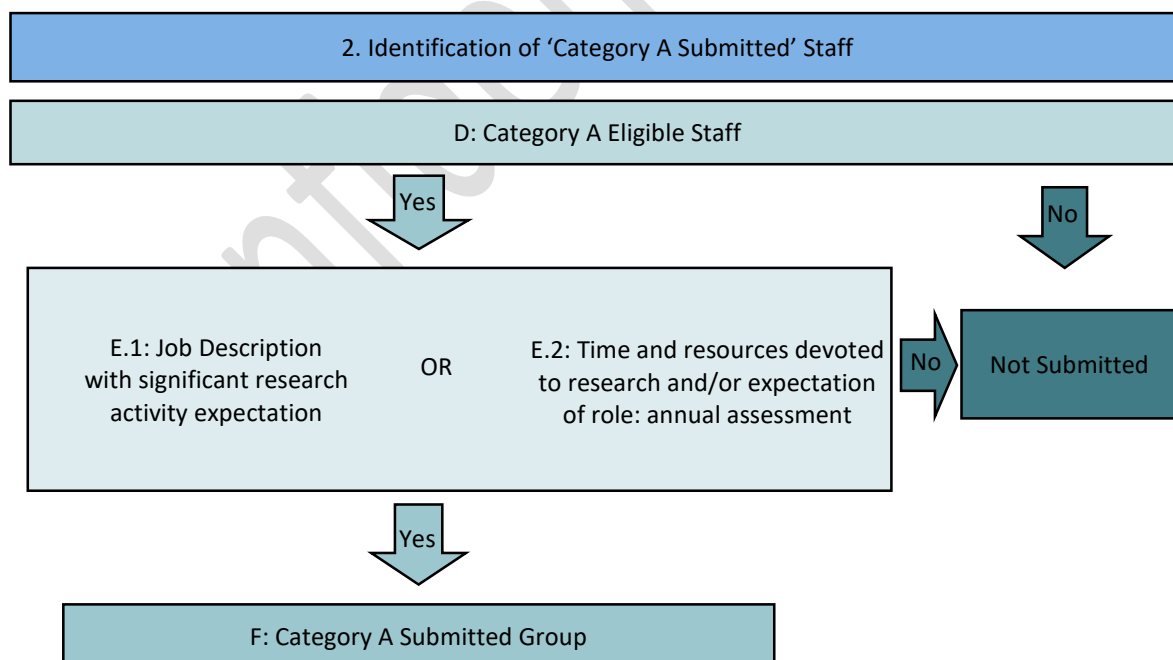 2. Identification of ‘Category A Submitted’ Staff
D: Category A Eligible Staff
Yes
No
E.1: Job Description
with significant research
activity expectation
OR
E.2: Time and resources devoted
to research and/or expectation
of role: annual assessment
No
Not Submitted
Yes
F: Category A Submitted Group